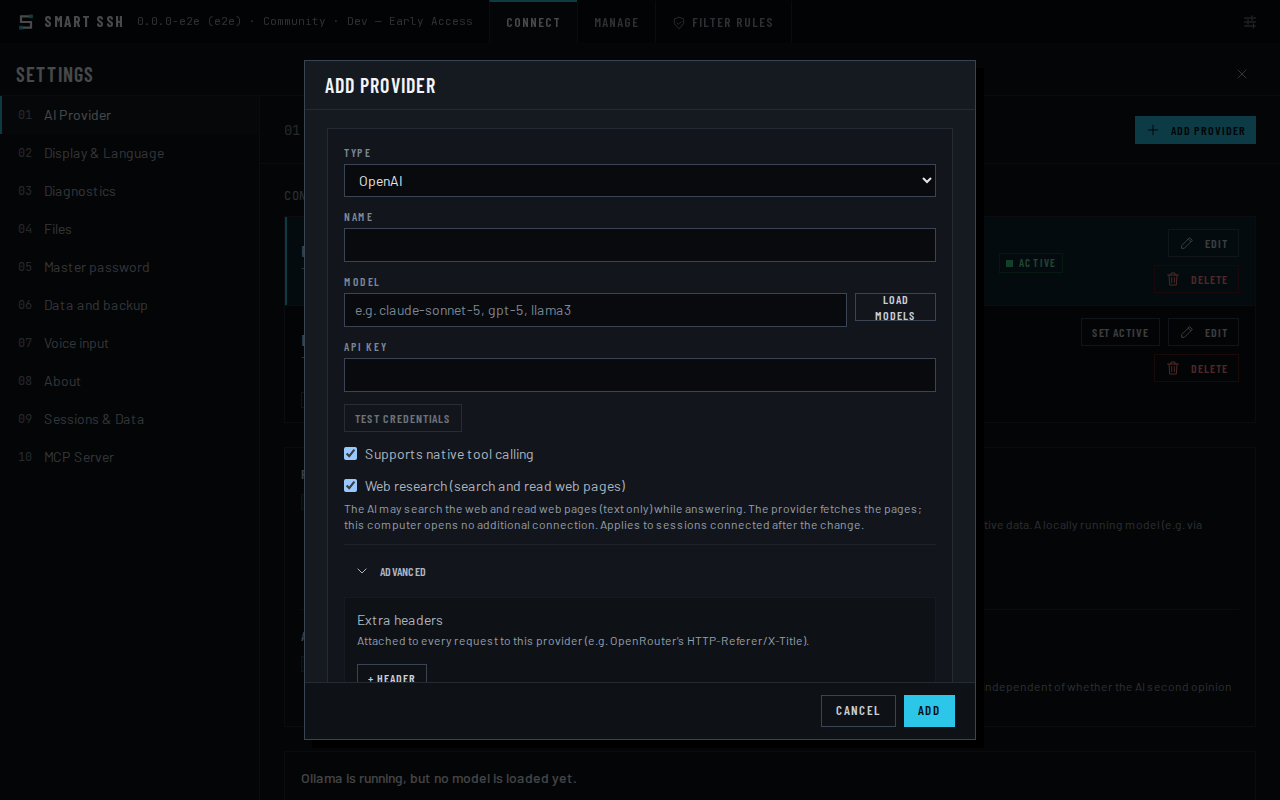 SMART SSH 0.0.0-e2e (e2e) · Community · Dev — Early Access CONNECT MANAGE FILTER RULES
SETTINGS
ADD PROVIDER
01 AI Provider
02 Display & Language
03 Diagnostics
04 Files
05 Master password
06 Data and backup
07 Voice input
08 About
09 Sessions & Data
10 MCP Server
01
ADD PROVIDER
TYPE
OpenAI
NAME
MODEL
e.g. claude-sonnet-5, gpt-5, llama3
LOAD MODELS
API KEY
TEST CREDENTIALS
Supports native tool calling
Web research (search and read web pages)
The AI may search the web and read web pages (text only) while answering. The provider fetches the pages;
this computer opens no additional connection. Applies to sessions connected after the change.
ADVANCED
Extra headers
Attached to every request to this provider (e.g. OpenRouter's HTTP-Referer/X-Title).
+ HEADER
CANCEL ADD
ACTIVE
EDIT
DELETE
SET ACTIVE EDIT
DELETE
tive data. A locally running model (e.g. via
ndependent of whether the AI second opinion
Ollama is running, but no model is loaded yet.